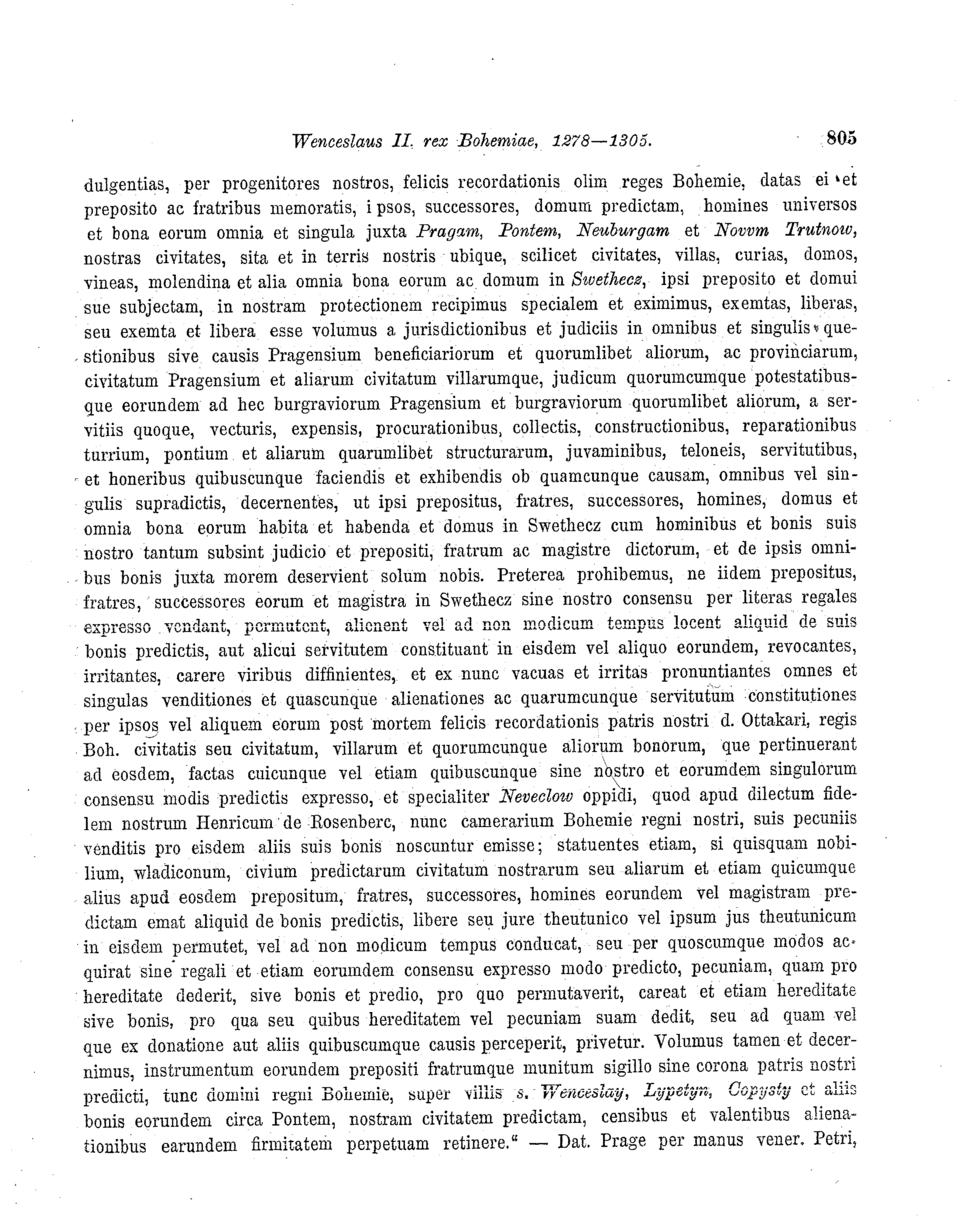 Wenceslaus II. rex Bohemiae, 1278—1305. 805
dulgentias, per progenitores nostros, felicis recordationis olim reges Bohemie, datas ei et
preposito ac fratribus memoratis, ipsos, successores, domum predictam, homines universos
et bona eorum omnia et singula juxta Pragam, Pontem, Neuburgam et Novvm Trutnow,
nostras civitates, sita et in terris nostris ubique, scilicet civitates, villas, curias, domos,
vineas, molendina et alia omnia bona eorum ac domum in Swethecz, ipsi preposito et domui
sue subjectam, in nostram protectionem recipimus specialem et eximimus, exemtas, liberas,
seu exemta et libera esse volumus a jurisdictionibus et judiciis in omnibus et singulis que-
stionibus sive causis Pragensium beneficiariorum et quorumlibet aliorum, ac provinciarum,
civitatum Pragensium et aliarum civitatum villarumque, judicum quorumcumque potestatibus-
que eorundem ad hec burgraviorum Pragensium et burgraviorum quorumlibet aliorum, a ser-
vitiis quoque, vecturis, expensis, procurationibus, collectis, constructionibus, reparationibus
turrium, pontium et aliarum quarumlibet structurarum, juvaminibus, teloneis, servitutibus,
et honeribus quibuscunque faciendis et exhibendis ob quamcunque causam, omnibus vel sin-
gulis supradictis, decernentes, ut ipsi prepositus, fratres, successores, homines, domus et
omnia bona eorum habita et habenda et domus in Swethecz cum hominibus et bonis suis
nostro tantum subsint judicio et prepositi, fratrum ac magistre dictorum, et de ipsis omni-
bus bonis juxta morem deservient solum nobis. Preterea prohibemus, ne iidem prepositus,
fratres, successores eorum et magistra in Swethecz sine nostro consensu per literas regales
expresso vendant, permutent, alienent vel ad non modicum tempus locent aliquid de suis
bonis predictis, aut alicui servitutem constituant in eisdem vel aliquo eorundem, revocantes,
irritantes, carere viribus diffinientes, et ex nunc vacuas et irritas pronuntiantes omnes et
singulas venditiones et quascunque alienationes ac quarumcunque servitutum constitutiones
per ipsos vel aliquem eorum post mortem felicis recordationis patris nostri d. Ottakari, regis
Boh. civitatis seu civitatum, villarum et quorumcunque aliorum bonorum, que pertinuerant
ad eosdem, factas cuicunque vel etiam quibuscunque sine nostro et eorumdem singulorum
consensu modis predictis expresso, et specialiter Neveclow oppidi, quod apud dilectum fide-
lem nostrum Henricum de Rosenberc, nunc camerarium Bohemie regni nostri, suis pecuniis
venditis pro eisdem aliis suis bonis noscuntur emisse; statuentes etiam, si quisquam nobi-
lium, wladiconum, civium predictarum civitatum nostrarum seu aliarum et etiam quicumque
alius apud eosdem prepositum, fratres, successores, homines eorundem vel magistram pre-
dictam emat aliquid de bonis predictis, libere seu jure theutunico vel ipsum jus theutunicum
in eisdem permutet, vel ad non modicum tempus conducat, seu per quoscumque modos ac-
quirat sine regali et etiam eorumdem consensu expresso modo predicto, pecuniam, quam pro
hereditate dederit, sive bonis et predio, pro quo permutaverit, careat et etiam hereditate
sive bonis, pro qua seu quibus hereditatem vel pecuniam suam dedit, seu ad quam vel
que ex donatione aut aliis quibuscumque causis perceperit, privetur. Volumus tamen et decer-
nimus, instrumentum eorundem prepositi fratrumque munitum sigillo sine corona patris nostri
predicti, tunc domini regni Bohemie, super villis s. Wenceslay, Lypetyn, Copysty et aliis
bonis eorundem circa Pontem, nostram civitatem predictam, censibus et valentibus aliena-
tionibus earundem firmitatem perpetuam retinere.“ — Dat. Prage per manus vener. Petri,